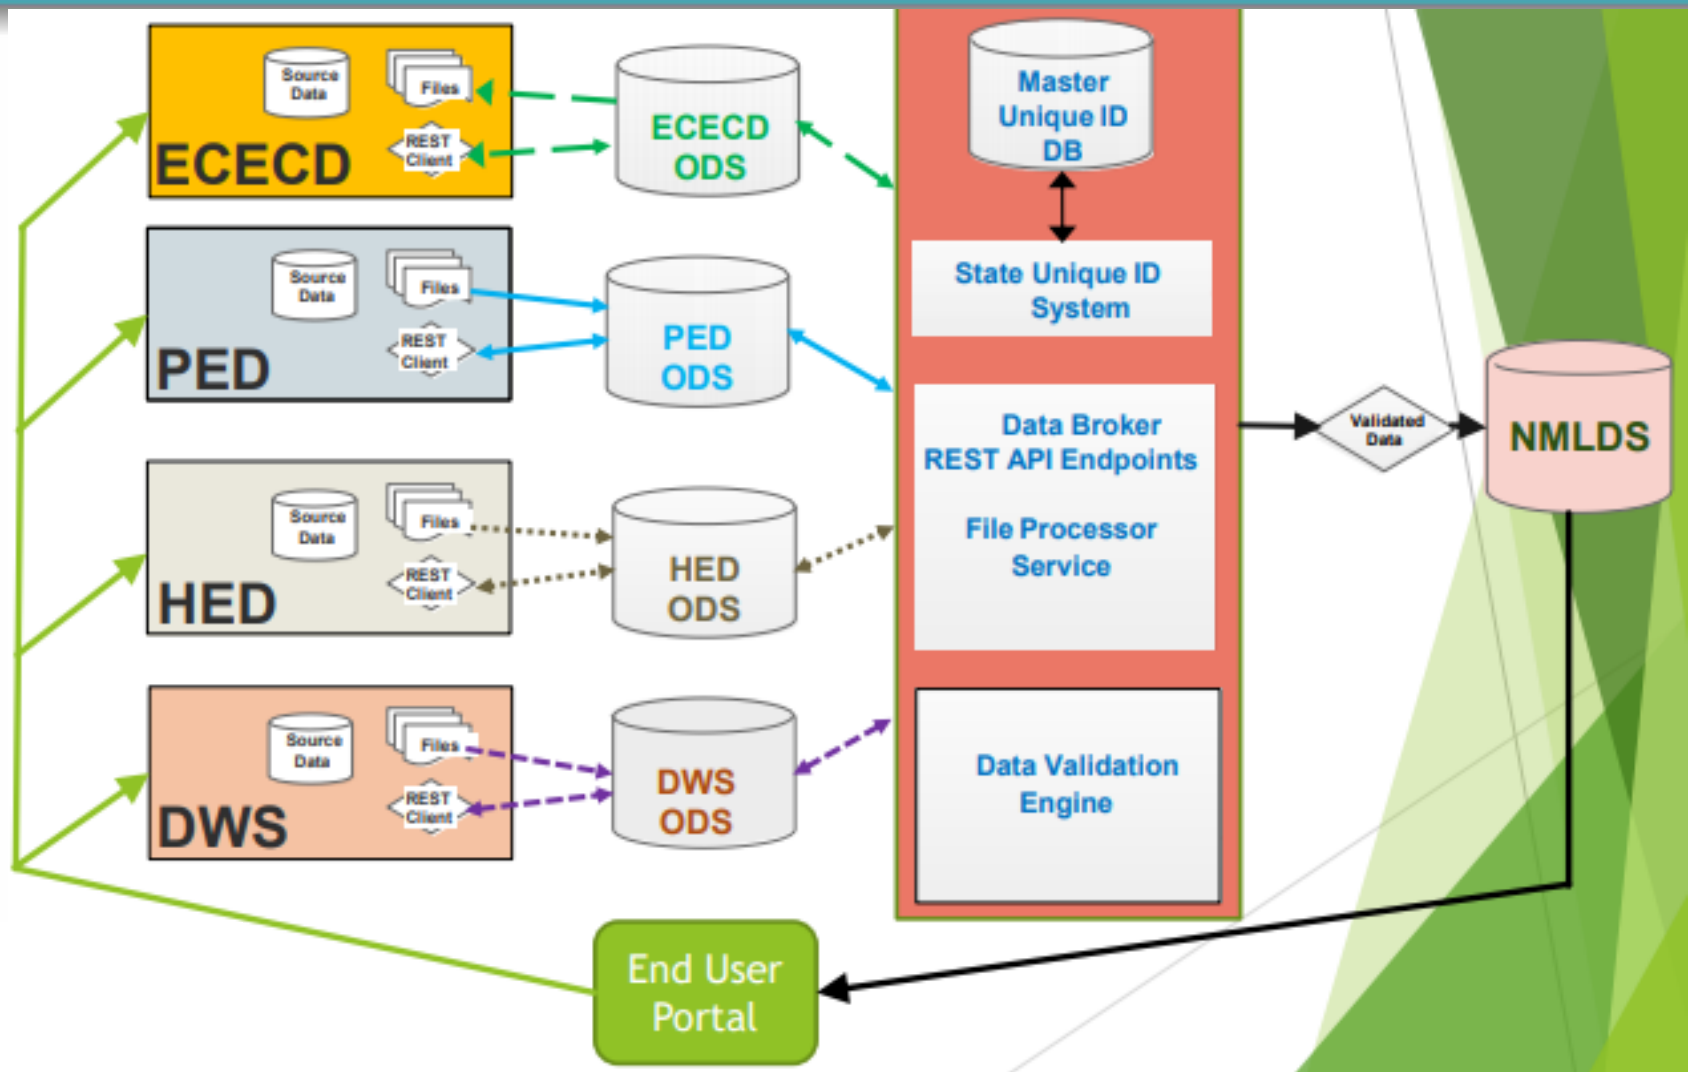 Source
Data
Files
REST
Client
ECECD
ECECD
ODS
Source
Data
Files
REST
Client
PED
PED
ODS
Source
Data
Files
REST
Client
HED
HED
ODS
Source
Data
Files
REST
Client
DWS
DWS
ODS
Master
Unique ID
DB
State Unique ID
System
Data Broker
REST API Endpoints
File Processor
Service
Data Validation
Engine
Validated
Data
NMLDS
End User
Portal